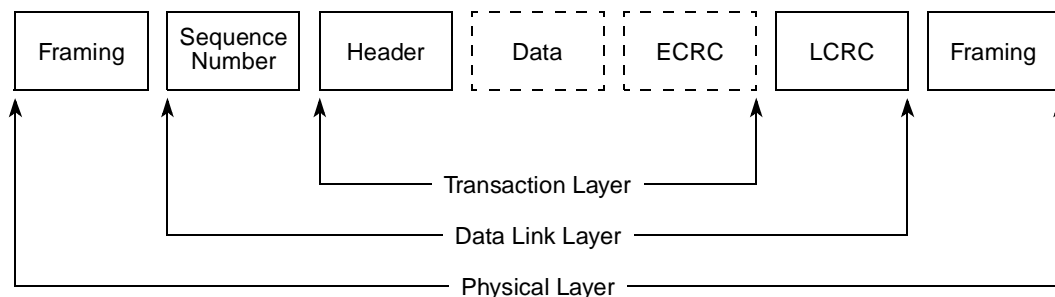 Framing
Sequence
Number
Header
Data
ECRC
LCRC
Framing
Transaction Layer
Data Link Layer
Physical Layer